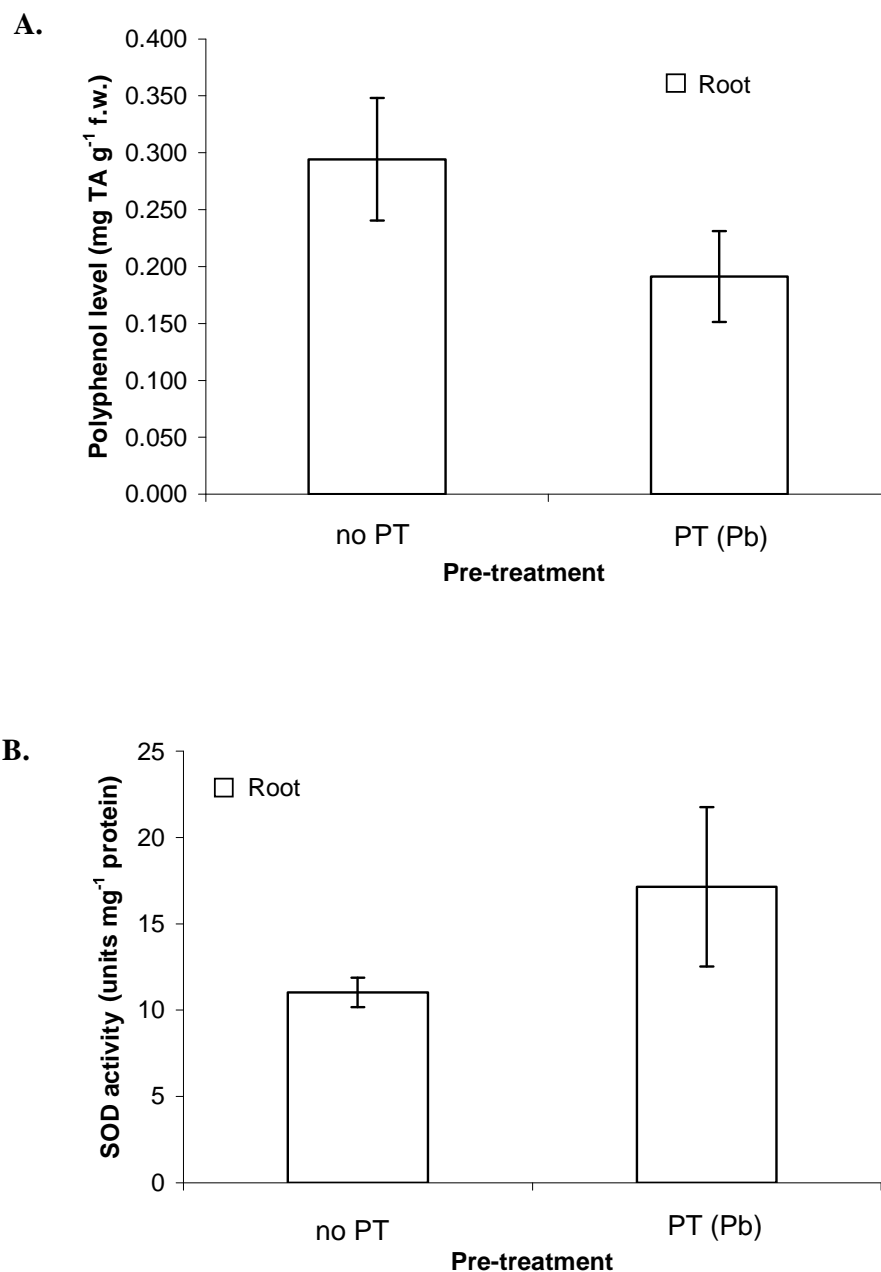 A.
Polyphenol level (mg TA g⁻¹ f.w.)
0.400
0.350
0.300
0.250
0.200
0.150
0.100
0.050
0.000
Root
no PT
PT (Pb)
Pre-treatment
B.
SOD activity (units mg⁻¹ protein)
25
20
15
10
5
0
Root
no PT
PT (Pb)
Pre-treatment